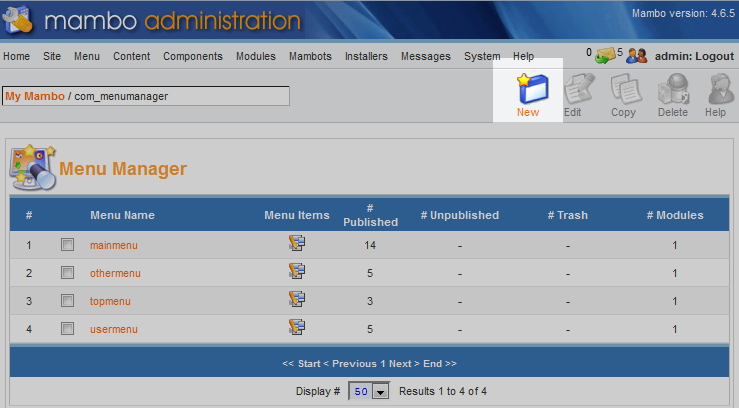 mambo administration
Mambo version: 4.6.5
Home Site Menu Content Components Modules Mambots Installers Messages System Help 0 5 admin: Logout
My Mambo / com_menumanager
New Edit Copy Delete Help
Menu Manager
# Menu Name Menu Items # Published # Unpublished # Trash # Modules
1 mainmenu 14 - - 1
2 othermenu 5 - - 1
3 topmenu 3 - - 1
4 usermenu 5 - - 1
<< Start < Previous 1 Next > End >>
Display # 50 Results 1 to 4 of 4